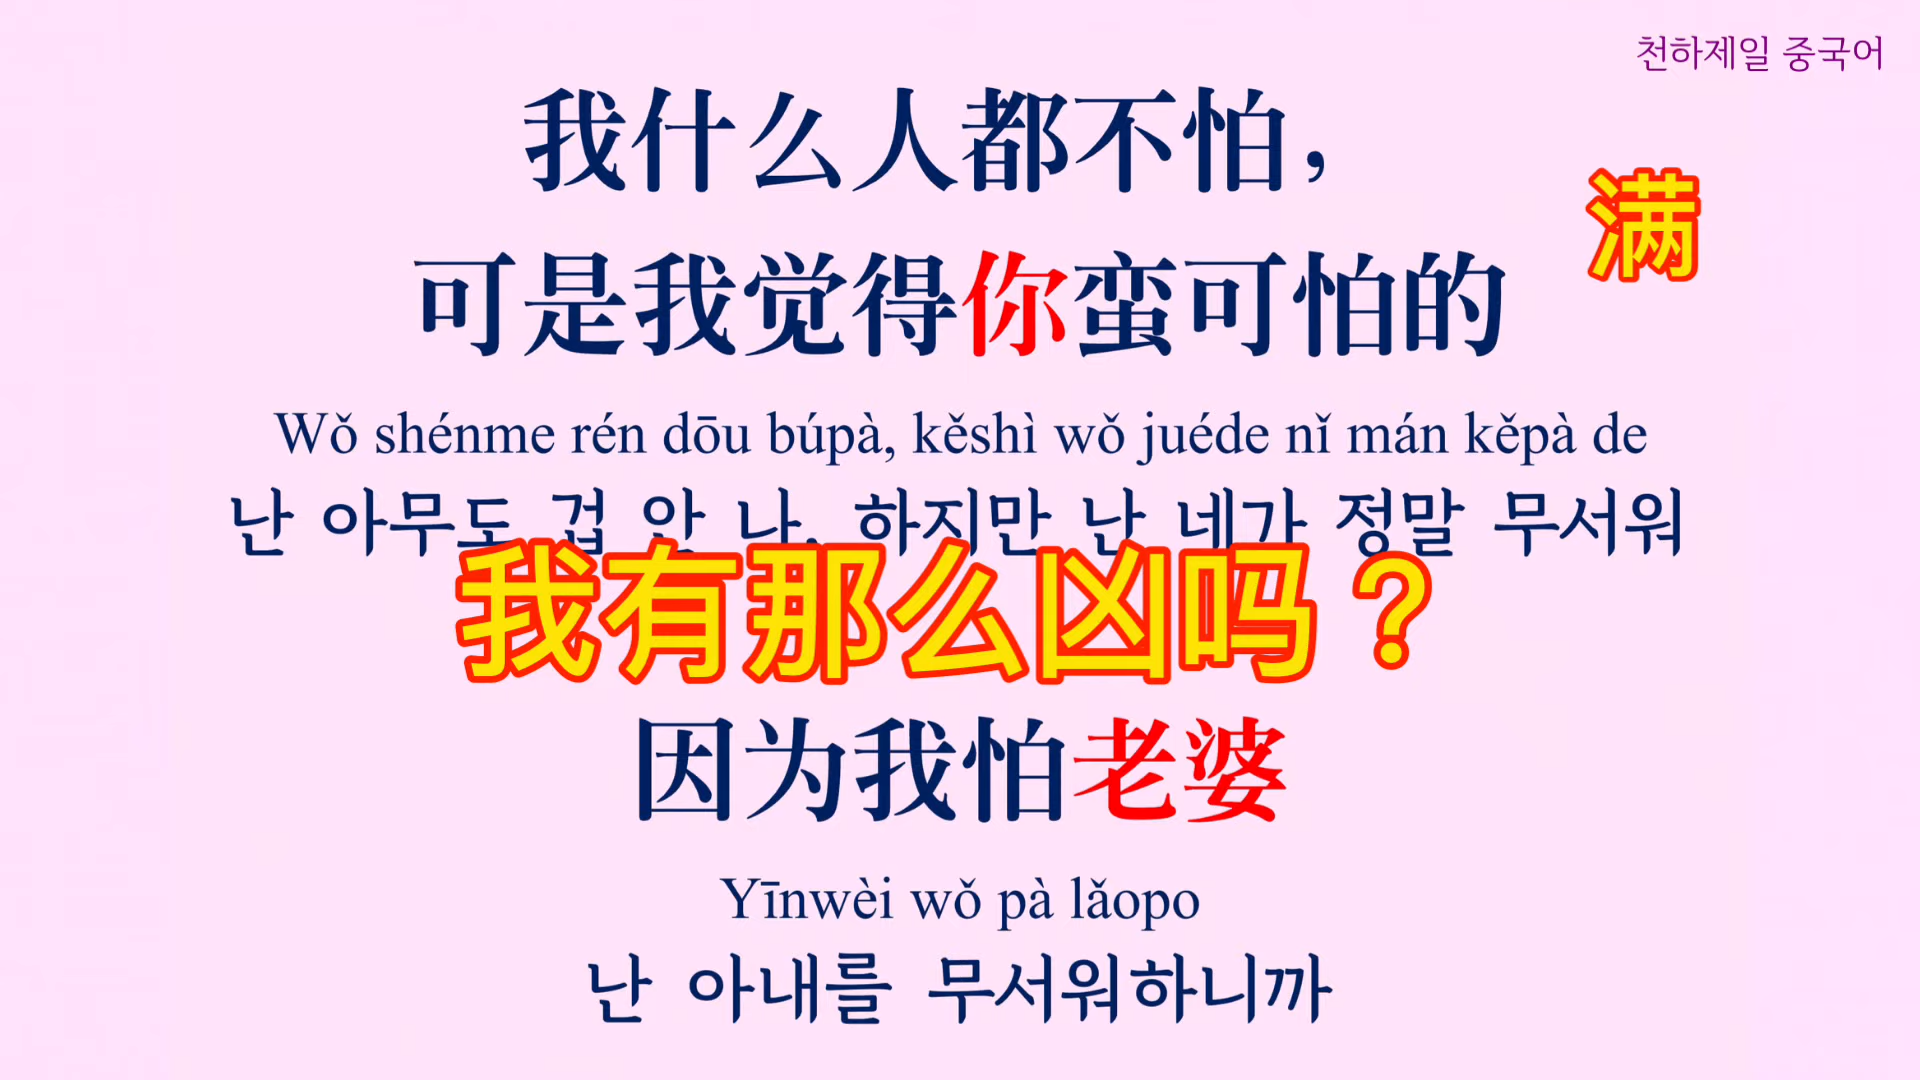 천하제일 중국어
我什么人都不怕，
满
可是我觉得你蛮可怕的
Wǒ shénme rén dōu búpà, kěshì wǒ juéde nǐ mán kěpà de
난 아무도 겁 안 나, 하지만 난 네가 정말 무서워
我有那么凶吗？
因为我怕老婆
Yīnwèi wǒ pà lǎopo
난 아내를 무서워하니까